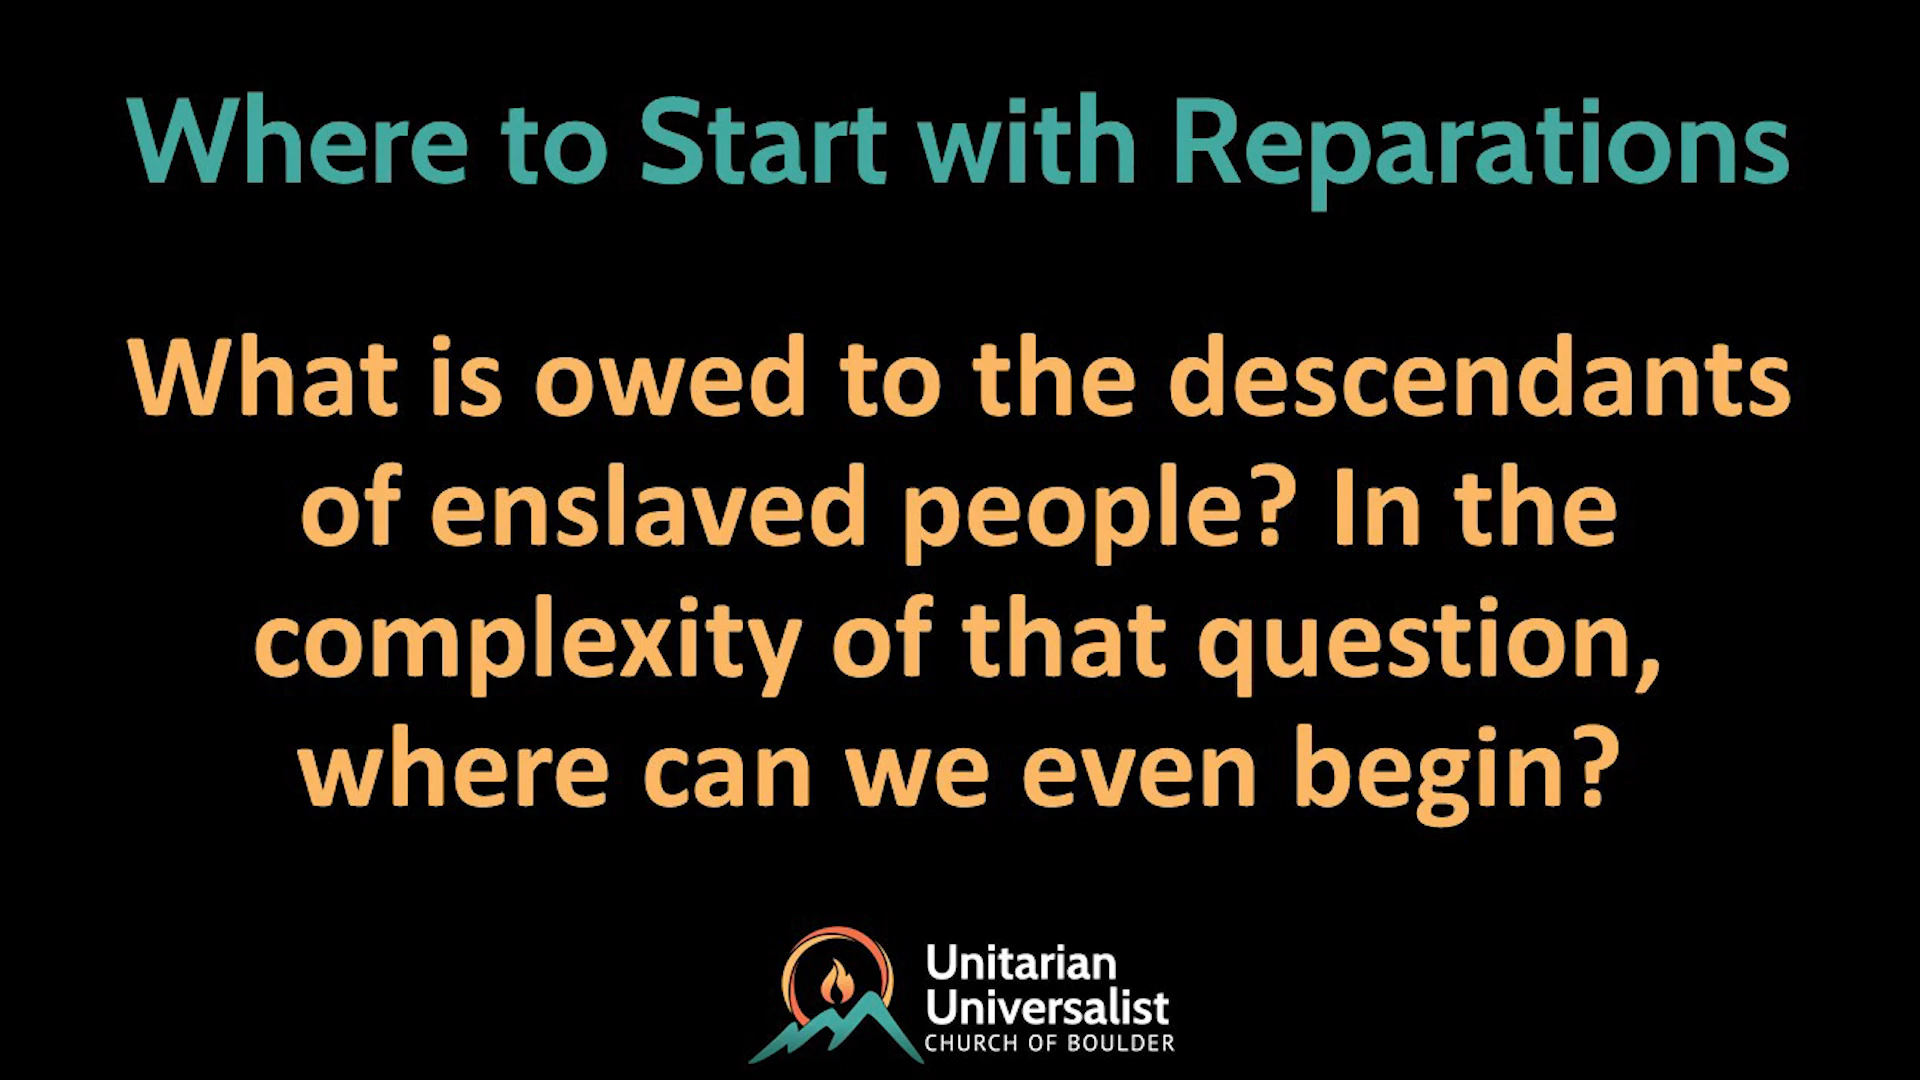 Where to Start with Reparations
What is owed to the descendants
of enslaved people? In the
complexity of that question,
where can we even begin?
Unitarian
Universalist
CHURCH OF BOULDER